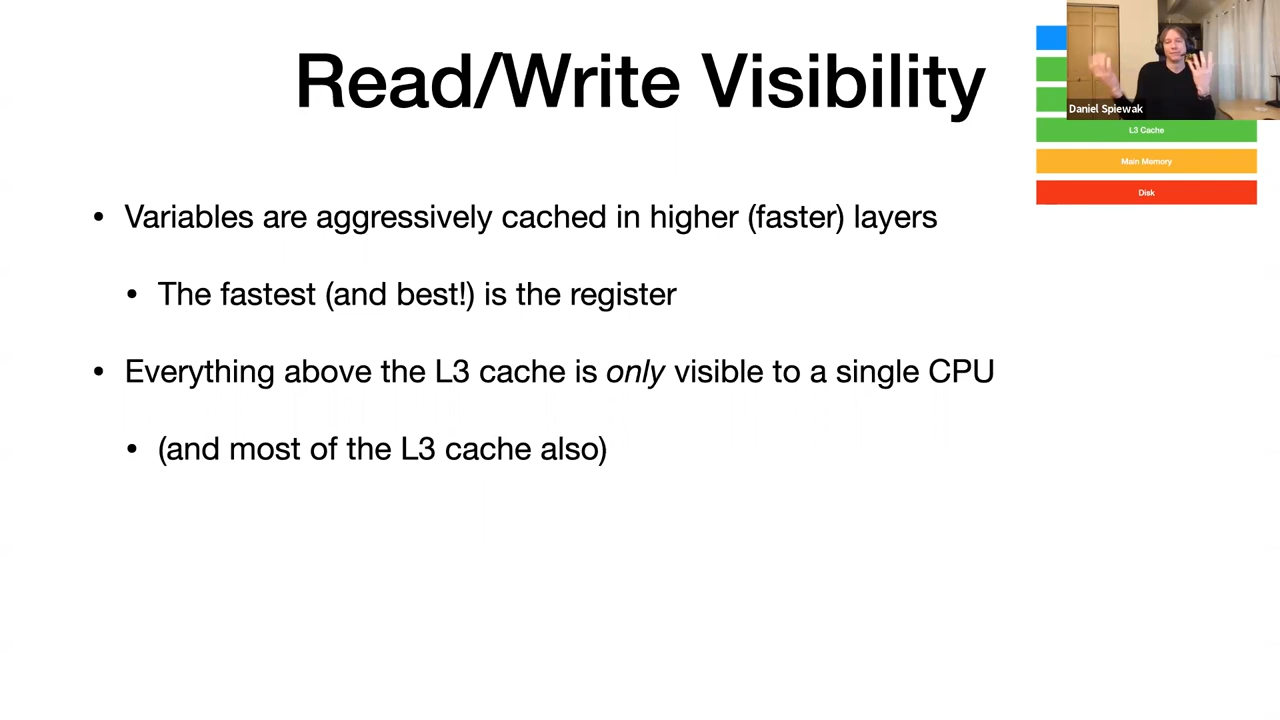 Read/Write Visibility
Daniel Spiewak
L3 Cache
Main Memory
Disk
• Variables are aggressively cached in higher (faster) layers
• The fastest (and best!) is the register
• Everything above the L3 cache is only visible to a single CPU
• (and most of the L3 cache also)